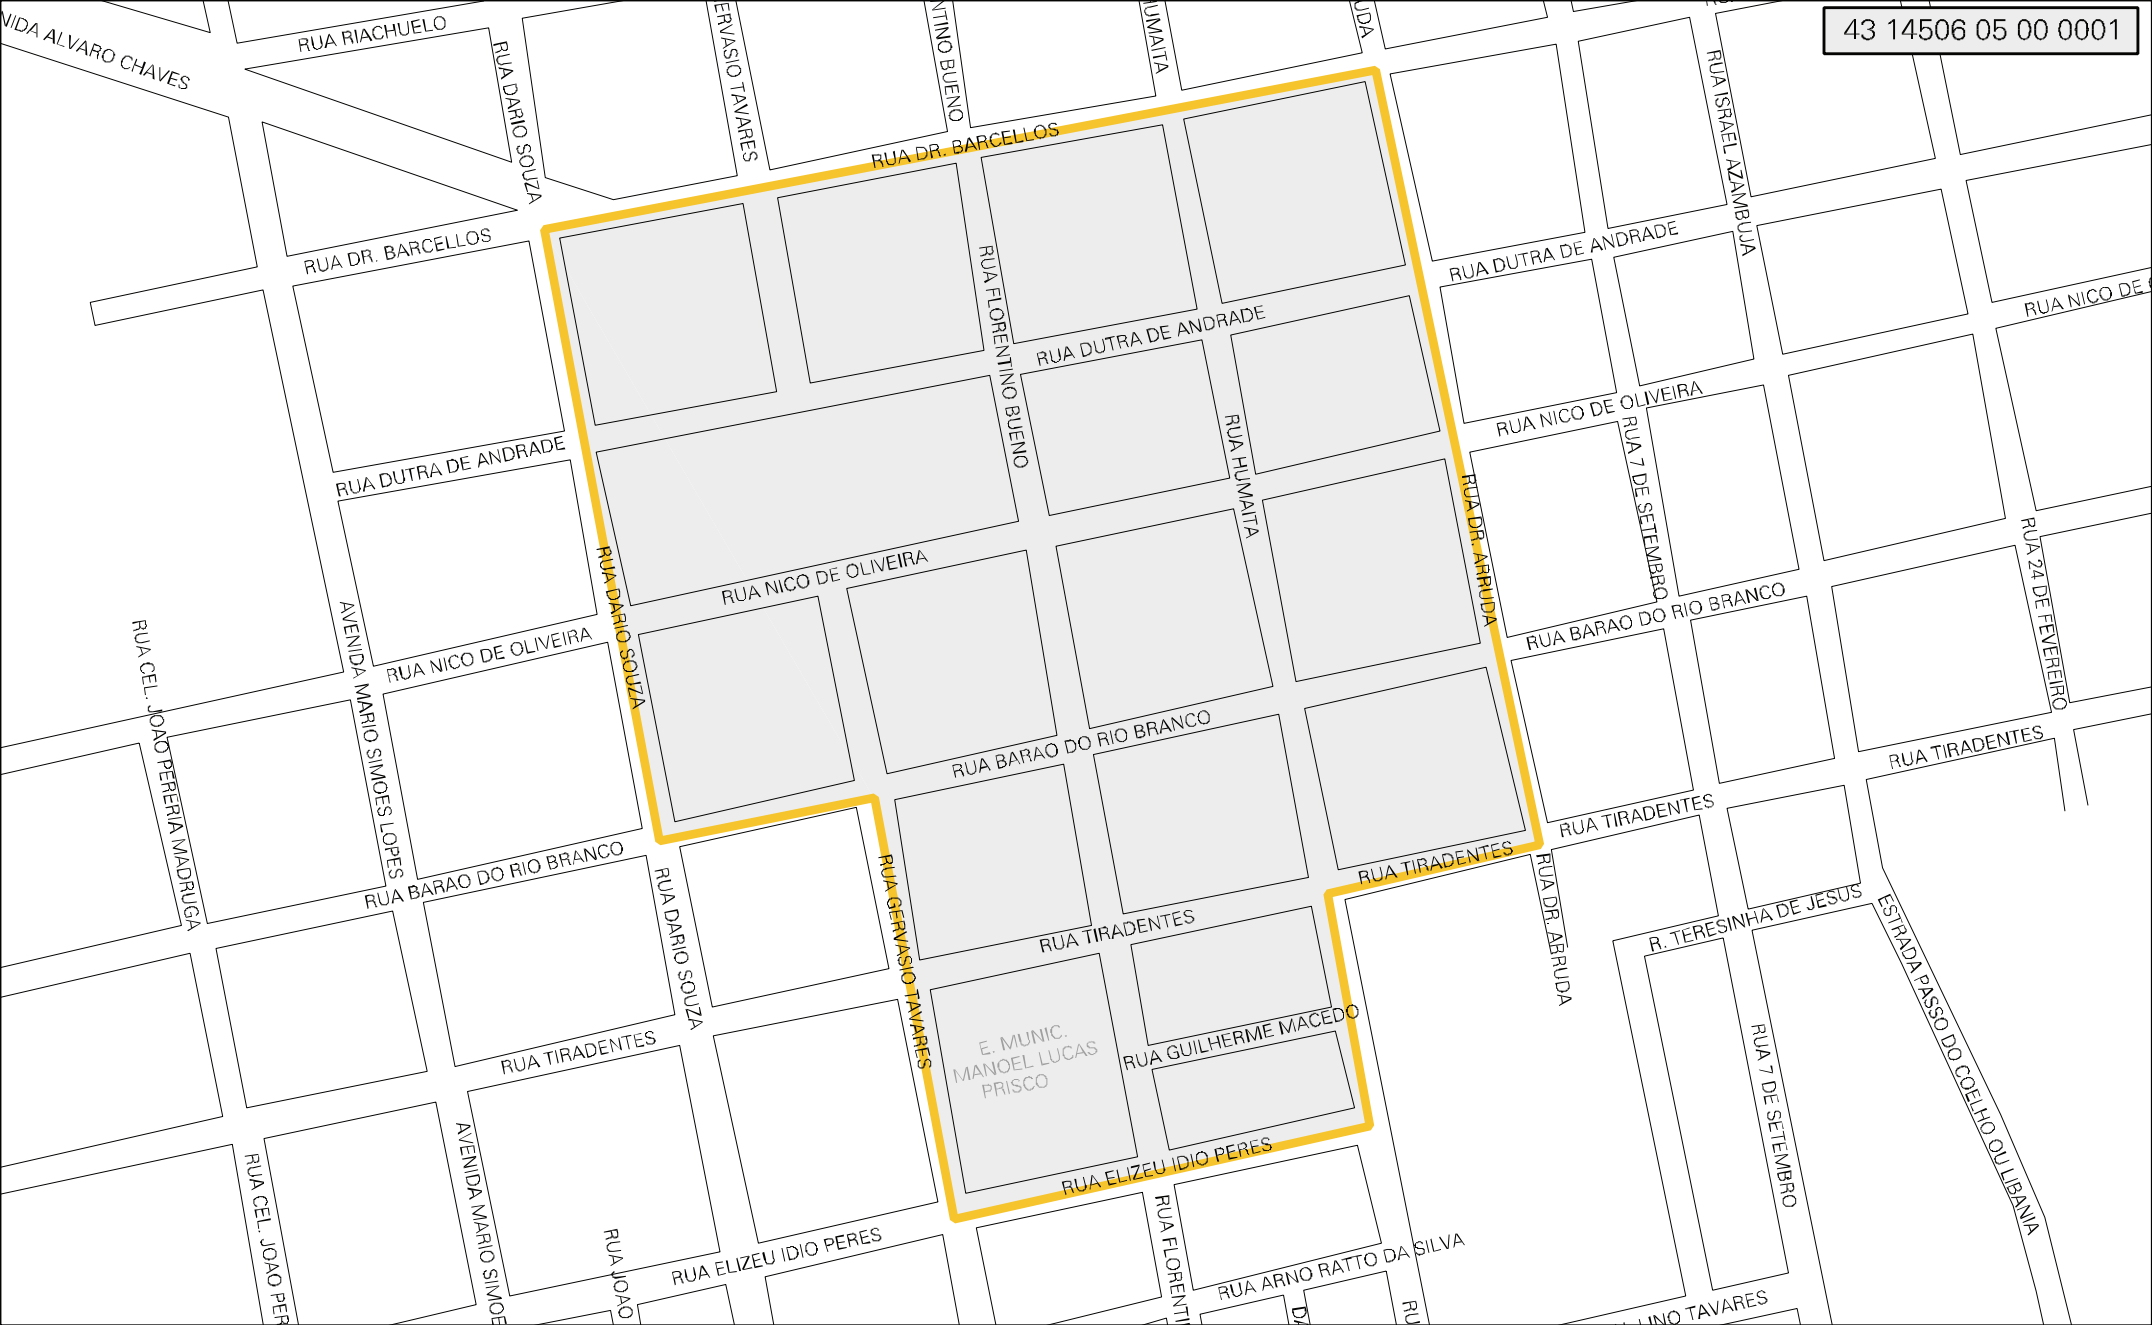 43 14506 05 00 0001
NIDA ALVARO CHAVES
RUA RIACHUELO
RUA DARIO SOUZA
ERVASIO TAVARES
NTINO BUENO
UMAITA
UDA
RUA ISRAEL AZAMBUJA
RUA DR. BARCELLOS
RUA DR. BARCELLOS
RUA FLORENTINO BUENO
RUA DUTRA DE ANDRADE
RUA DUTRA DE ANDRADE
RUA NICO DE
RUA NICO DE OLIVEIRA
RUA 7 DE SETEMBRO
RUA HUMAITA
RUA DUTRA DE ANDRADE
RUA DR. ARRUDA
RUA 24 DE FEVEREIRO
RUA DARIO SOUZA
RUA NICO DE OLIVEIRA
RUA BARAO DO RIO BRANCO
RUA CEL. JOAO PERERIA MADRUGA
AVENIDA MARIO SIMOES LOPES
RUA NICO DE OLIVEIRA
RUA BARAO DO RIO BRANCO
RUA TIRADENTES
RUA TIRADENTES
RUA BARAO DO RIO BRANCO
RUA DARIO SOUZA
RUA GERVASIO TAVARES
RUA TIRADENTES
RUA DR. ARRUDA
RUA TIRADENTES
R. TERESINHA DE JESUS
ESTRADA PASSO DO COELHO OU LIBANIA
RUA TIRADENTES
E. MUNIC.
MANOEL LUCAS
PRISCO
RUA GUILHERME MACEDO
RUA 7 DE SETEMBRO
AVENIDA MARIO SIMOE
RUA CEL. JOAO PER
RUA ELIZEU IDIO PERES
RUA FLORENTI
RUA JOAO
RUA ELIZEU IDIO PERES
RUA ARNO RATTO DA SILVA
DA
RU
LINO TAVARES